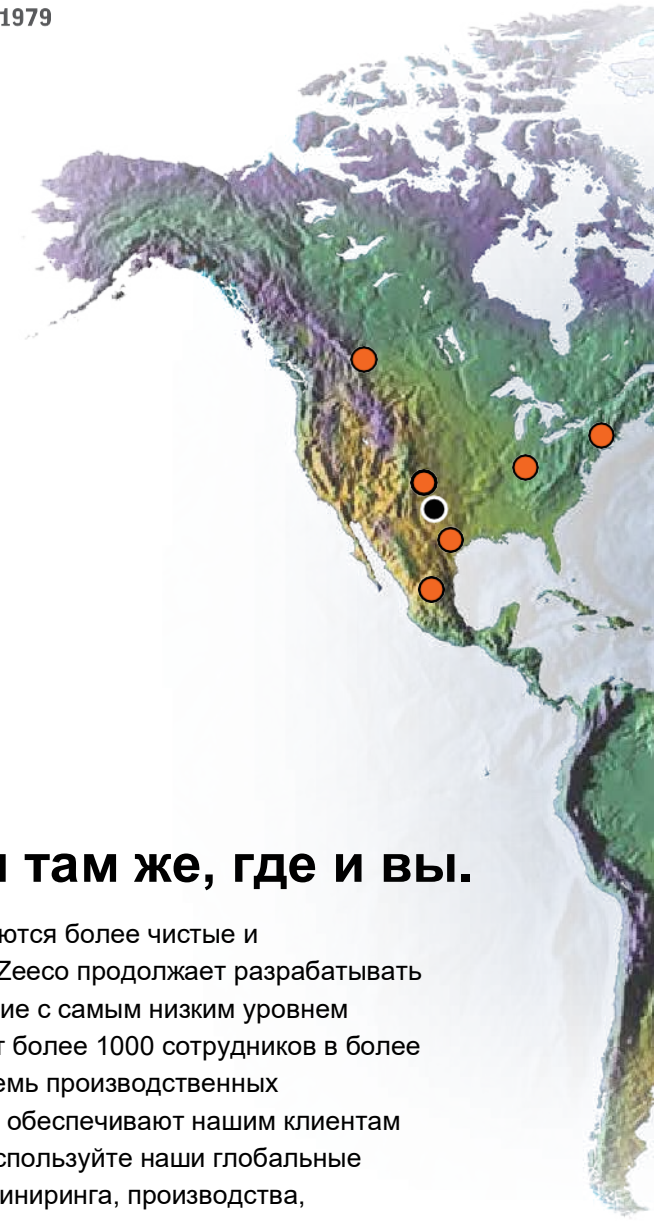 1979
там же, где и вы.
ются более чистые и
Zeeco продолжает разрабатывать
ие с самым низким уровнем
т более 1000 сотрудников в более
емь производственных
обеспечивают нашим клиентам
спользуйте наши глобальные
иниринга, производства,